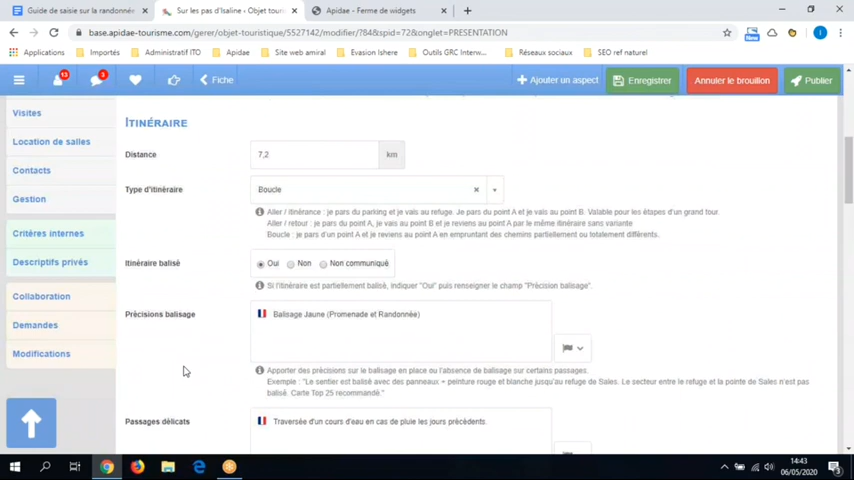 Guide de saisie sur la randonné
Sur les pas d'Isaline - Objet tour
Apidae - Ferme de widgets
base.apidae-tourisme.com/gerer/objet-touristique/5527142/modifier/784&spid=72&onglet=PRESENTATION
Applications
Importés
Administratif ITO
Apidae
Site web amiral
Evasion Ishere
Outils GRC Interw...
Réseaux sociaux
SEO ref naturel
13
3
Fiche
Ajouter un aspect
Enregistrer
Annuler le brouillon
Publier
Visites
Location de salles
Contacts
Gestion
Critères internes
Descriptifs privés
Collaboration
Demandes
Modifications
ITINÉRAIRE
Distance
7,2
km
Type d'itinéraire
Boucle
Aller / itinérance : je pars du parking et je vais au refuge. Je pars du point A et je vais au point B. Valable pour les étapes d'un grand tour.
Aller / retour : je pars du point A, je vais au point B et je reviens au point A par le même itinéraire sans variante
Boucle : je pars d'un point A et je reviens au point A en empruntant des chemins partiellement ou totalement différents.
Itinéraire balisé
Oui
Non
Non communiqué
Si l'itinéraire est partiellement balisé, indiquer "Oui" puis renseigner le champ "Précision balisage".
Précisions balisage
Balisage Jaune (Promenade et Randonnée)
Apporter des précisions sur le balisage en place ou l'absence de balisage sur certains passages.
Exemple : "Le sentier est balisé avec des panneaux + peinture rouge et blanche jusqu'au refuge de Sales. Le secteur entre le refuge et la pointe de Sales n'est pas
balisé. Carte Top 25 recommandé."
Passages délicats
Traversée d'un cours d'eau en cas de pluie les jours précédents.
14:43
06/05/2020
3